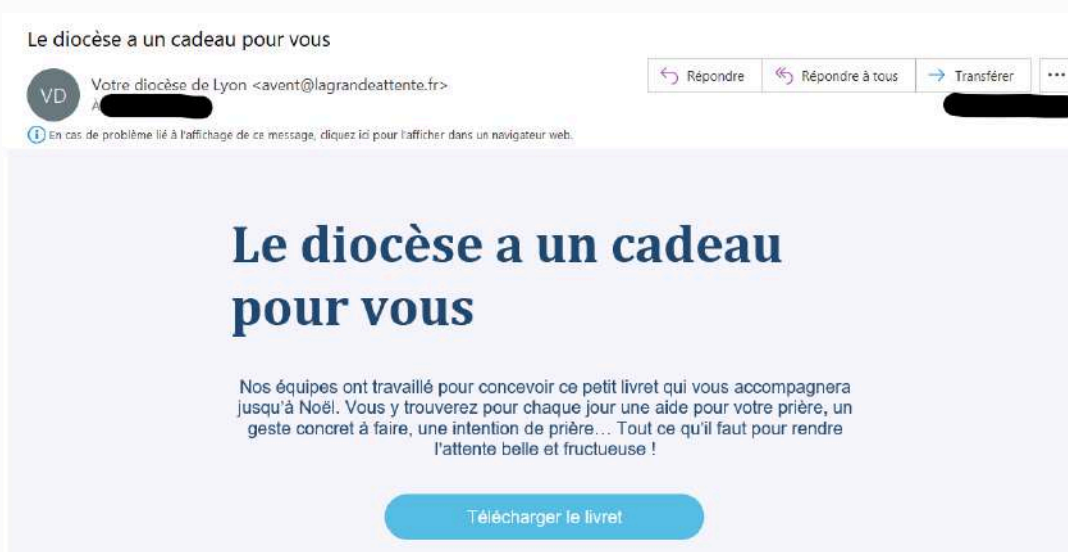 Le diocèse a un cadeau pour vous
Répondre
Répondre à tous
Transférer
VD
Votre diocèse de Lyon <avent@lagrandeattente.fr>
À
En cas de problème lié à l'affichage de ce message, cliquez ici pour l'afficher dans un navigateur web.
Le diocèse a un cadeau
pour vous
Nos équipes ont travaillé pour concevoir ce petit livret qui vous accompagnera
jusqu'à Noël. Vous y trouverez pour chaque jour une aide pour votre prière, un
geste concret à faire, une intention de prière… Tout ce qu'il faut pour rendre
l'attente belle et fructueuse !
Télécharger le livret